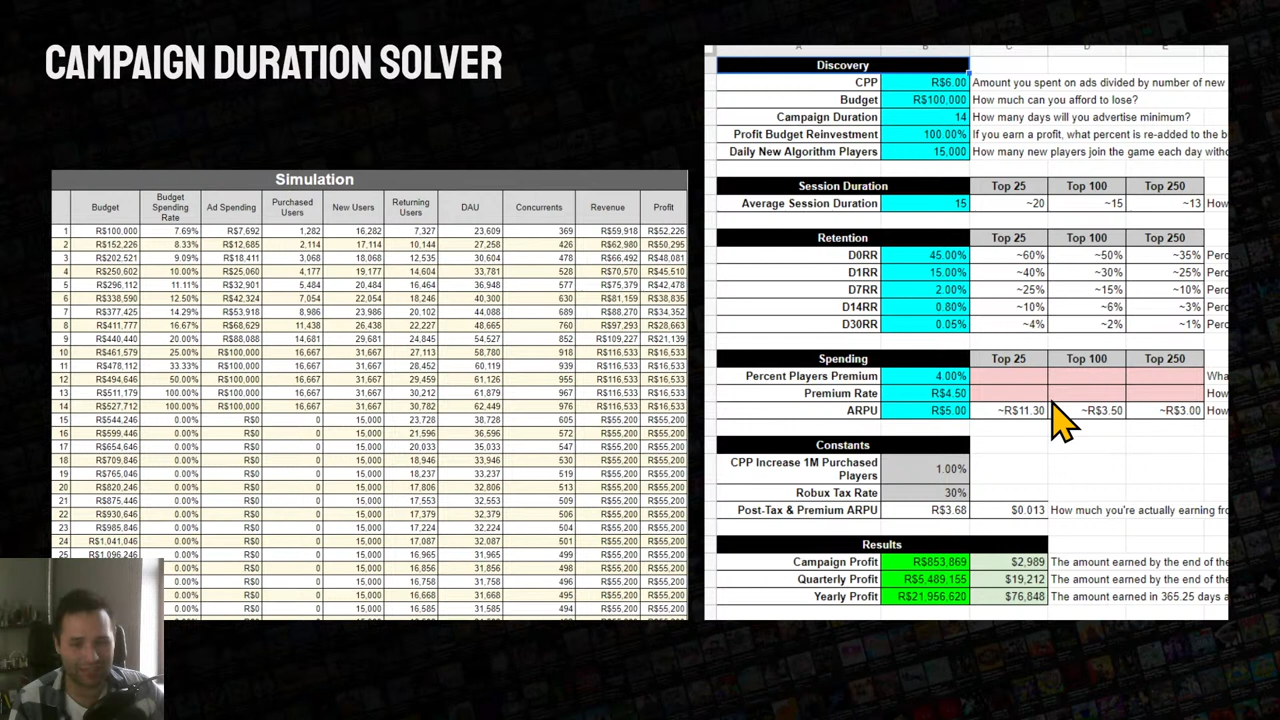 CAMPAIGN DURATION SOLVER
Simulation
Budget Budget Spending Rate Ad Spending Purchased Users New Users Returning Users DAU Concurrents Revenue Profit
1 R$100,000 7.69% R$7,692 1,282 16,282 7,327 23,609 369 R$59,918 R$52,226
2 R$152,226 8.33% R$12,685 2,114 17,114 10,144 27,258 426 R$62,980 R$50,295
3 R$202,521 9.09% R$18,411 3,068 18,068 12,535 30,604 478 R$66,492 R$48,081
4 R$250,602 10.00% R$25,060 4,177 19,177 14,604 33,781 528 R$70,570 R$45,510
5 R$296,112 11.11% R$32,901 5,484 20,484 16,464 36,948 577 R$75,379 R$42,478
6 R$338,590 12.50% R$42,324 7,054 22,054 18,246 40,300 630 R$81,159 R$38,835
7 R$377,425 14.29% R$53,918 8,986 23,986 20,102 44,088 689 R$88,270 R$34,352
8 R$411,777 16.67% R$68,629 11,438 26,438 22,227 48,665 760 R$97,293 R$28,663
9 R$440,440 20.00% R$88,088 14,681 29,681 24,845 54,527 852 R$109,227 R$21,139
10 R$461,579 25.00% R$100,000 16,667 31,667 27,113 58,780 918 R$116,533 R$16,533
11 R$478,112 33.33% R$100,000 16,667 31,667 28,452 60,119 939 R$116,533 R$16,533
12 R$494,646 50.00% R$100,000 16,667 31,667 29,459 61,126 955 R$116,533 R$16,533
13 R$511,179 100.00% R$100,000 16,667 31,667 30,212 61,879 967 R$116,533 R$16,533
14 R$527,712 100.00% R$100,000 16,667 31,667 30,782 62,449 976 R$116,533 R$16,533
15 R$544,246 0.00% R$0 0 15,000 23,728 38,728 605 R$55,200 R$55,200
16 R$599,446 0.00% R$0 0 15,000 21,596 36,596 572 R$55,200 R$55,200
17 R$654,646 0.00% R$0 0 15,000 20,033 35,033 547 R$55,200 R$55,200
18 R$709,846 0.00% R$0 0 15,000 18,946 33,946 530 R$55,200 R$55,200
19 R$765,046 0.00% R$0 0 15,000 18,237 33,237 519 R$55,200 R$55,200
20 R$820,246 0.00% R$0 0 15,000 17,806 32,806 513 R$55,200 R$55,200
21 R$875,446 0.00% R$0 0 15,000 17,553 32,553 509 R$55,200 R$55,200
22 R$930,646 0.00% R$0 0 15,000 17,379 32,379 506 R$55,200 R$55,200
23 R$985,846 0.00% R$0 0 15,000 17,224 32,224 504 R$55,200 R$55,200
24 R$1,041,046 0.00% R$0 0 15,000 17,087 32,087 501 R$55,200 R$55,200
25 R$1,096,246 0.00% R$0 0 15,000 16,965 31,965 499 R$55,200 R$55,200
0.00% R$0 0 15,000 16,856 31,856 498 R$55,200 R$55,200
0.00% R$0 0 15,000 16,758 31,758 496 R$55,200 R$55,200
0.00% R$0 0 15,000 16,668 31,668 495 R$55,200 R$55,200
0.00% R$0 0 15,000 16,585 31,585 494 R$55,200 R$55,200
Discovery
CPP R$6.00 Amount you spent on ads divided by number of new
Budget R$100,000 How much can you afford to lose?
Campaign Duration 14 How many days will you advertise minimum?
Profit Budget Reinvestment 100.00% If you earn a profit, what percent is re-added to the b
Daily New Algorithm Players 15,000 How many new players join the game each day witho
Session Duration Top 25 Top 100 Top 250
Average Session Duration 15 ~20 ~15 ~13 How
Retention Top 25 Top 100 Top 250
D0RR 45.00% ~60% ~50% ~35% Perc
D1RR 15.00% ~40% ~30% ~25% Perc
D7RR 2.00% ~25% ~15% ~10% Perc
D14RR 0.80% ~10% ~6% ~3% Perc
D30RR 0.05% ~4% ~2% ~1% Perc
Spending Top 25 Top 100 Top 250
Percent Players Premium 4.00% Wha
Premium Rate R$4.50 How
ARPU R$5.00 ~R$11.30 ~R$3.50 ~R$3.00 How
Constants
CPP Increase 1M Purchased Players 1.00%
Robux Tax Rate 30%
Post-Tax & Premium ARPU R$3.68 $0.013 How much you're actually earning fro
Results
Campaign Profit R$853,869 $2,989 The amount earned by the end of the
Quarterly Profit R$5,489,155 $19,212 The amount earned by the end of the
Yearly Profit R$21,956,620 $76,848 The amount earned in 365.25 days a